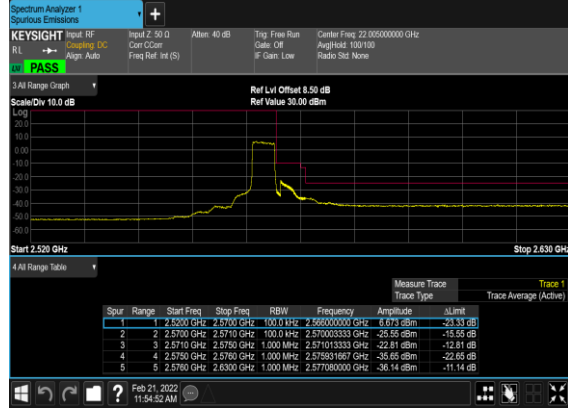 Spectrum Analyzer 1
Spurious Emissions
KEYSIGHT Input: RF Input Z: 50 Ω Atten: 40 dB Trig: Free Run Center Freq: 22.005000000 GHz
RL Coupling: DC Corr CCorr Gate: Off Avg|Hold: 100/100
Align: Auto Freq Ref: Int (S) IF Gain: Low Radio Std: None
LW PASS
3 All Range Graph
Ref Lvl Offset 8.50 dB
Scale/Div 10.0 dB Ref Value 30.00 dBm
Log
20.0
10.0
0.00
-10.0
-20.0
-30.0
-40.0
-50.0
-60.0
Start 2.520 GHz Stop 2.630 GHz
4 All Range Table
Measure Trace Trace 1
Trace Type Trace Average (Active)
Spur Range Start Freq Stop Freq RBW Frequency Amplitude ΔLimit
1 1 2.5200 GHz 2.5700 GHz 100.0 kHz 2.566000000 GHz 6.673 dBm -23.33 dB
2 2 2.5700 GHz 2.5710 GHz 100.0 kHz 2.570003333 GHz -25.55 dBm -15.55 dB
3 3 2.5710 GHz 2.5750 GHz 1.000 MHz 2.571013333 GHz -22.81 dBm -12.81 dB
4 4 2.5750 GHz 2.5760 GHz 1.000 MHz 2.575931667 GHz -35.65 dBm -22.65 dB
5 5 2.5760 GHz 2.6300 GHz 1.000 MHz 2.577080000 GHz -36.14 dBm -11.14 dB
? Feb 21, 2022
11:54:52 AM